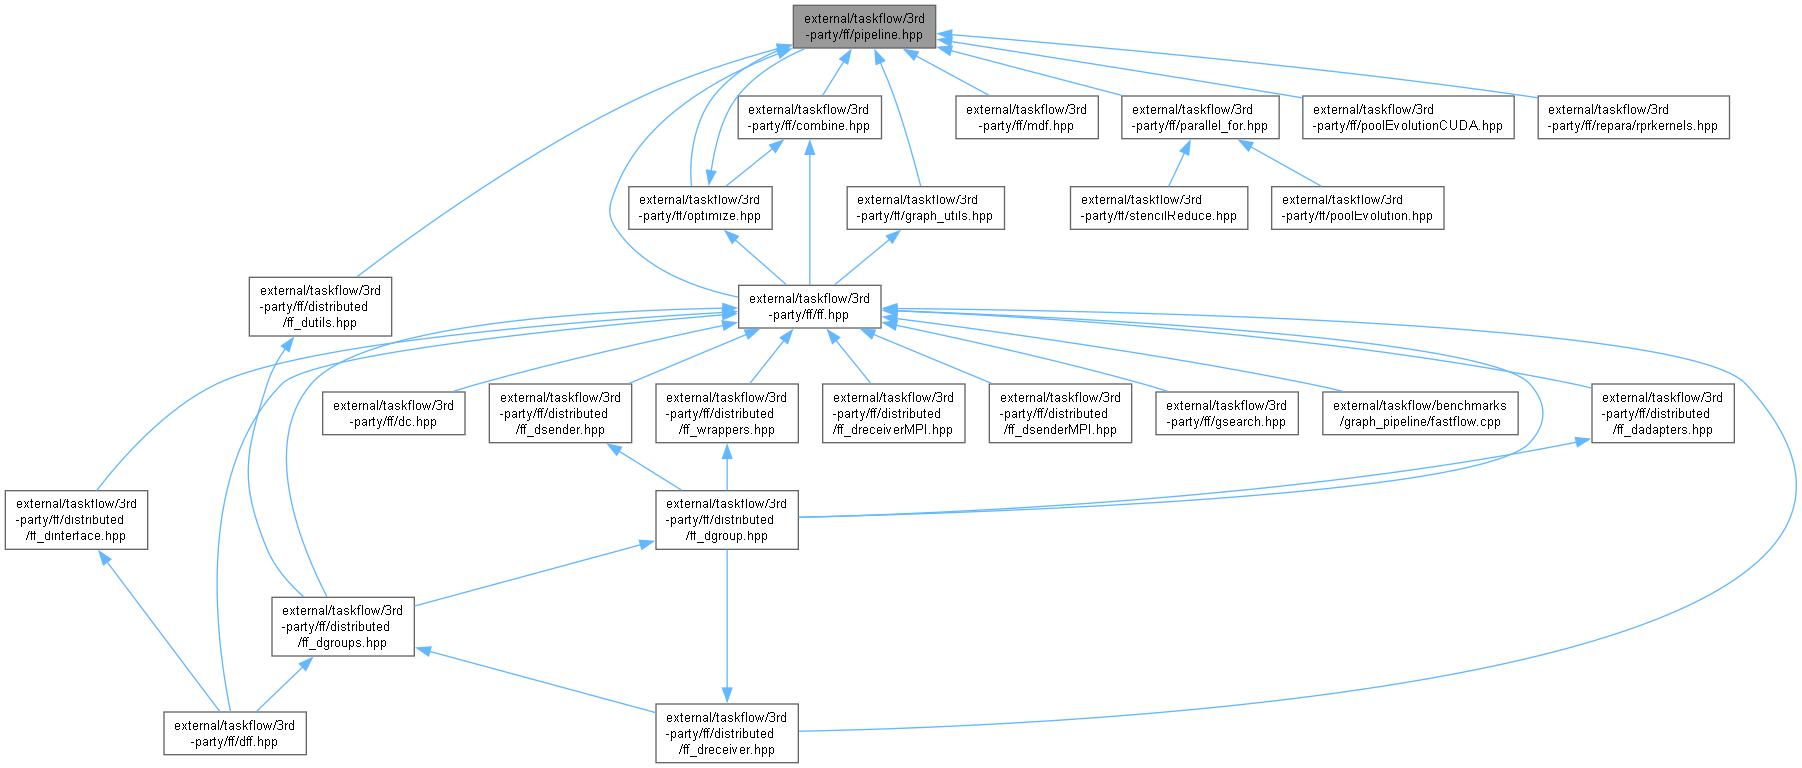 external/taskflow/3rd
-party/ff/pipeline.hpp
external/taskflow/3rd
-party/ff/combine.hpp
external/taskflow/3rd
-party/ff/mdf.hpp
external/taskflow/3rd
-party/ff/parallel_for.hpp
external/taskflow/3rd
-party/ff/poolEvolutionCUDA.hpp
external/taskflow/3rd
-party/ff/repara/rprkernels.hpp
external/taskflow/3rd
-party/ff/optimize.hpp
external/taskflow/3rd
-party/ff/graph_utils.hpp
external/taskflow/3rd
-party/ff/stencilReduce.hpp
external/taskflow/3rd
-party/ff/poolEvolution.hpp
external/taskflow/3rd
-party/ff/distributed
/ff_dutils.hpp
external/taskflow/3rd
-party/ff/ff.hpp
external/taskflow/3rd
-party/ff/dc.hpp
external/taskflow/3rd
-party/ff/distributed
/ff_dsender.hpp
external/taskflow/3rd
-party/ff/distributed
/ff_wrappers.hpp
external/taskflow/3rd
-party/ff/distributed
/ff_dreceiverMPI.hpp
external/taskflow/3rd
-party/ff/distributed
/ff_dsenderMPI.hpp
external/taskflow/3rd
-party/ff/gsearch.hpp
external/taskflow/benchmarks
/graph_pipeline/fastflow.cpp
external/taskflow/3rd
-party/ff/distributed
/ff_dadapters.hpp
external/taskflow/3rd
-party/ff/distributed
/ff_dinterface.hpp
external/taskflow/3rd
-party/ff/distributed
/ff_dgroup.hpp
external/taskflow/3rd
-party/ff/distributed
/ff_dgroups.hpp
external/taskflow/3rd
-party/ff/dff.hpp
external/taskflow/3rd
-party/ff/distributed
/ff_dreceiver.hpp